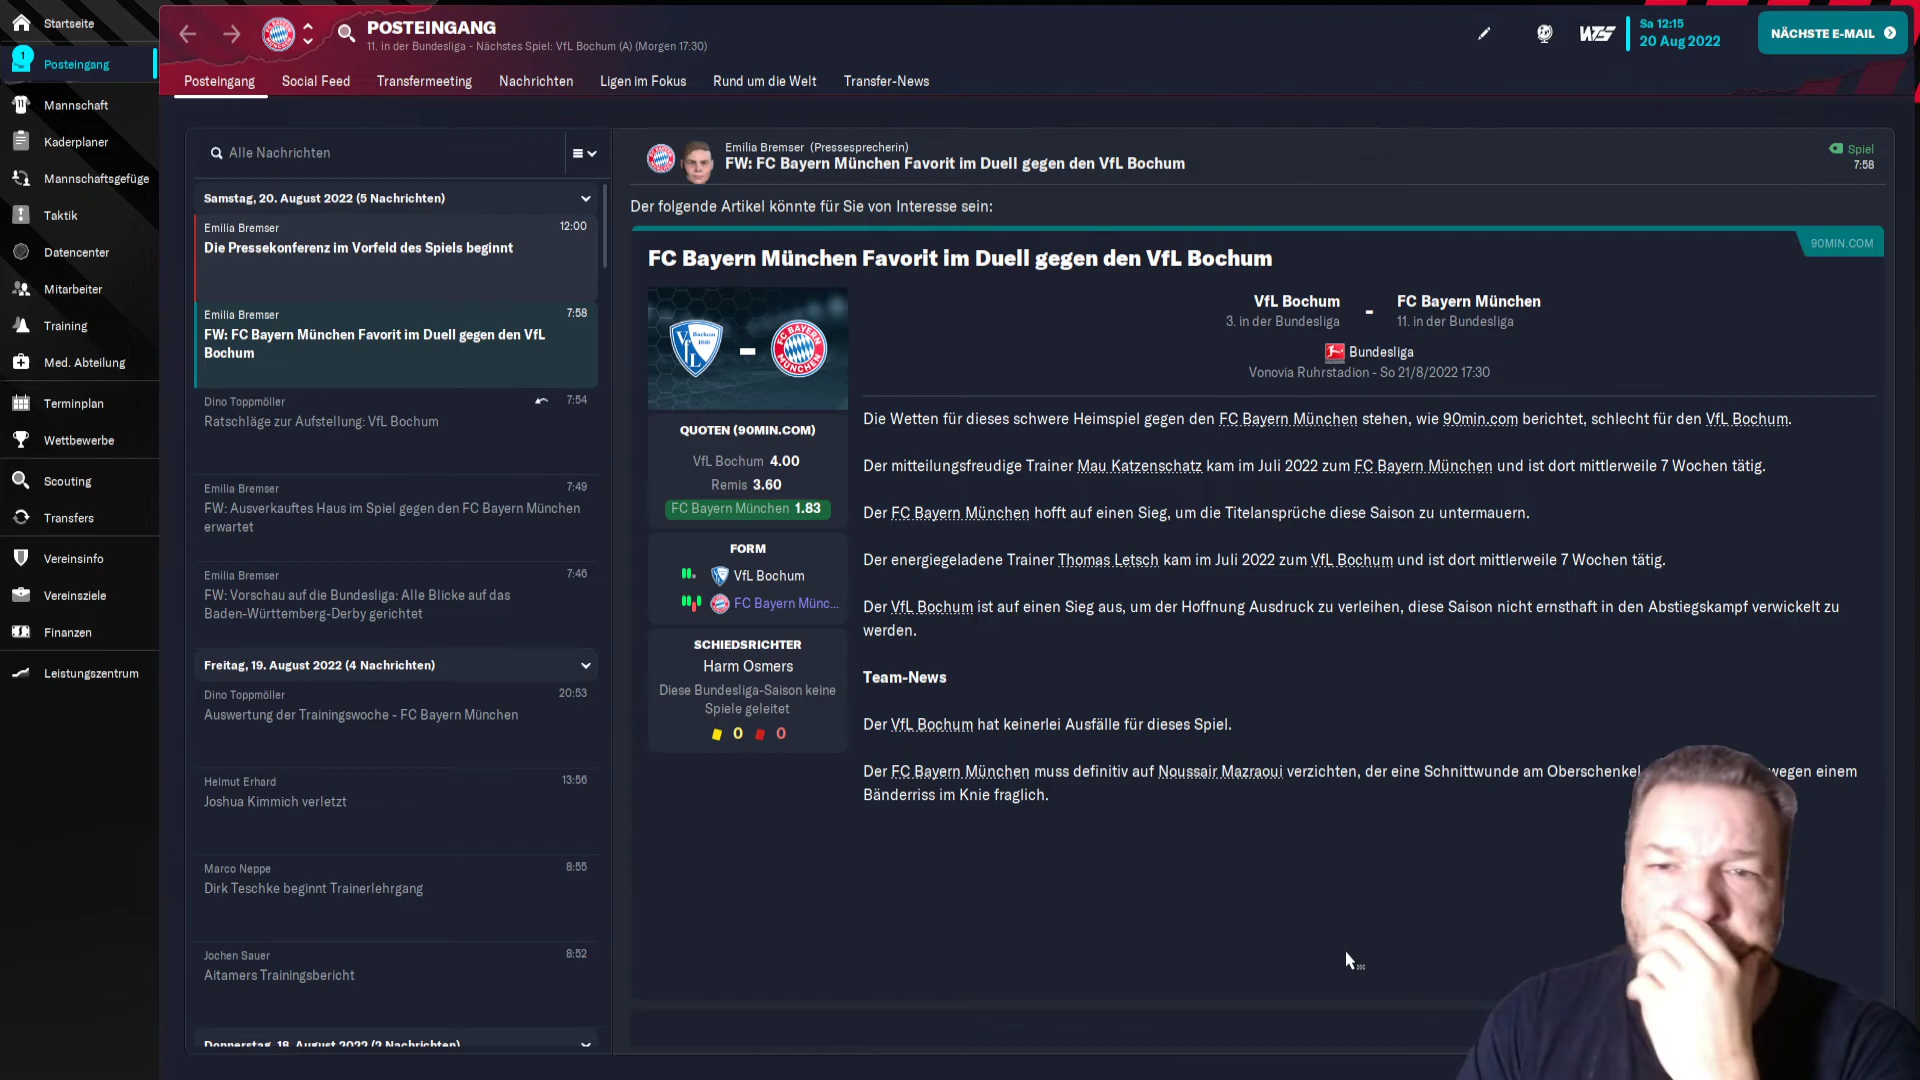 Startseite
1
Posteingang
Mannschaft
Kaderplaner
Mannschaftsgefüge
Taktik
Datencenter
Mitarbeiter
Training
Med. Abteilung
Terminplan
Wettbewerbe
Scouting
Transfers
Vereinsinfo
Vereinsziele
Finanzen
Leistungszentrum
POSTEINGANG
11. in der Bundesliga - Nächstes Spiel: VfL Bochum (A) (Morgen 17:30)
Sa 12:15
20 Aug 2022
NÄCHSTE E-MAIL
Posteingang Social Feed Transfermeeting Nachrichten Ligen im Fokus Rund um die Welt Transfer-News
Alle Nachrichten
Samstag, 20. August 2022 (5 Nachrichten)
Emilia Bremser 12:00
Die Pressekonferenz im Vorfeld des Spiels beginnt
Emilia Bremser 7:58
FW: FC Bayern München Favorit im Duell gegen den VfL
Bochum
Dino Toppmöller 7:54
Ratschläge zur Aufstellung: VfL Bochum
Emilia Bremser 7:49
FW: Ausverkauftes Haus im Spiel gegen den FC Bayern München
erwartet
Emilia Bremser 7:46
FW: Vorschau auf die Bundesliga: Alle Blicke auf das
Baden-Württemberg-Derby gerichtet
Freitag, 19. August 2022 (4 Nachrichten)
Dino Toppmöller 20:53
Auswertung der Trainingswoche - FC Bayern München
Helmut Erhard 13:56
Joshua Kimmich verletzt
Marco Neppe 8:55
Dirk Teschke beginnt Trainerlehrgang
Jochen Sauer 8:52
Aitamers Trainingsbericht
Donnerstag, 18. August 2022 (2 Nachrichten)
Emilia Bremser (Pressesprecherin)
FW: FC Bayern München Favorit im Duell gegen den VfL Bochum
Spiel
7:58
Der folgende Artikel könnte für Sie von Interesse sein:
90MIN.COM
FC Bayern München Favorit im Duell gegen den VfL Bochum
VfL Bochum - FC Bayern München
3. in der Bundesliga 11. in der Bundesliga
Bundesliga
Vonovia Ruhrstadion - So 21/8/2022 17:30
QUOTEN (90MIN.COM)
VfL Bochum 4.00
Remis 3.60
FC Bayern München 1.83
FORM
VfL Bochum
FC Bayern Münc...
SCHIEDSRICHTER
Harm Osmers
Diese Bundesliga-Saison keine
Spiele geleitet
0 0
Die Wetten für dieses schwere Heimspiel gegen den FC Bayern München stehen, wie 90min.com berichtet, schlecht für den VfL Bochum.
Der mitteilungsfreudige Trainer Mau Katzenschatz kam im Juli 2022 zum FC Bayern München und ist dort mittlerweile 7 Wochen tätig.
Der FC Bayern München hofft auf einen Sieg, um die Titelansprüche diese Saison zu untermauern.
Der energiegeladene Trainer Thomas Letsch kam im Juli 2022 zum VfL Bochum und ist dort mittlerweile 7 Wochen tätig.
Der VfL Bochum ist auf einen Sieg aus, um der Hoffnung Ausdruck zu verleihen, diese Saison nicht ernsthaft in den Abstiegskampf verwickelt zu
werden.
Team-News
Der VfL Bochum hat keinerlei Ausfälle für dieses Spiel.
Der FC Bayern München muss definitiv auf Noussair Mazraoui verzichten, der eine Schnittwunde am Oberschenkel wegen einem
Bänderriss im Knie fraglich.